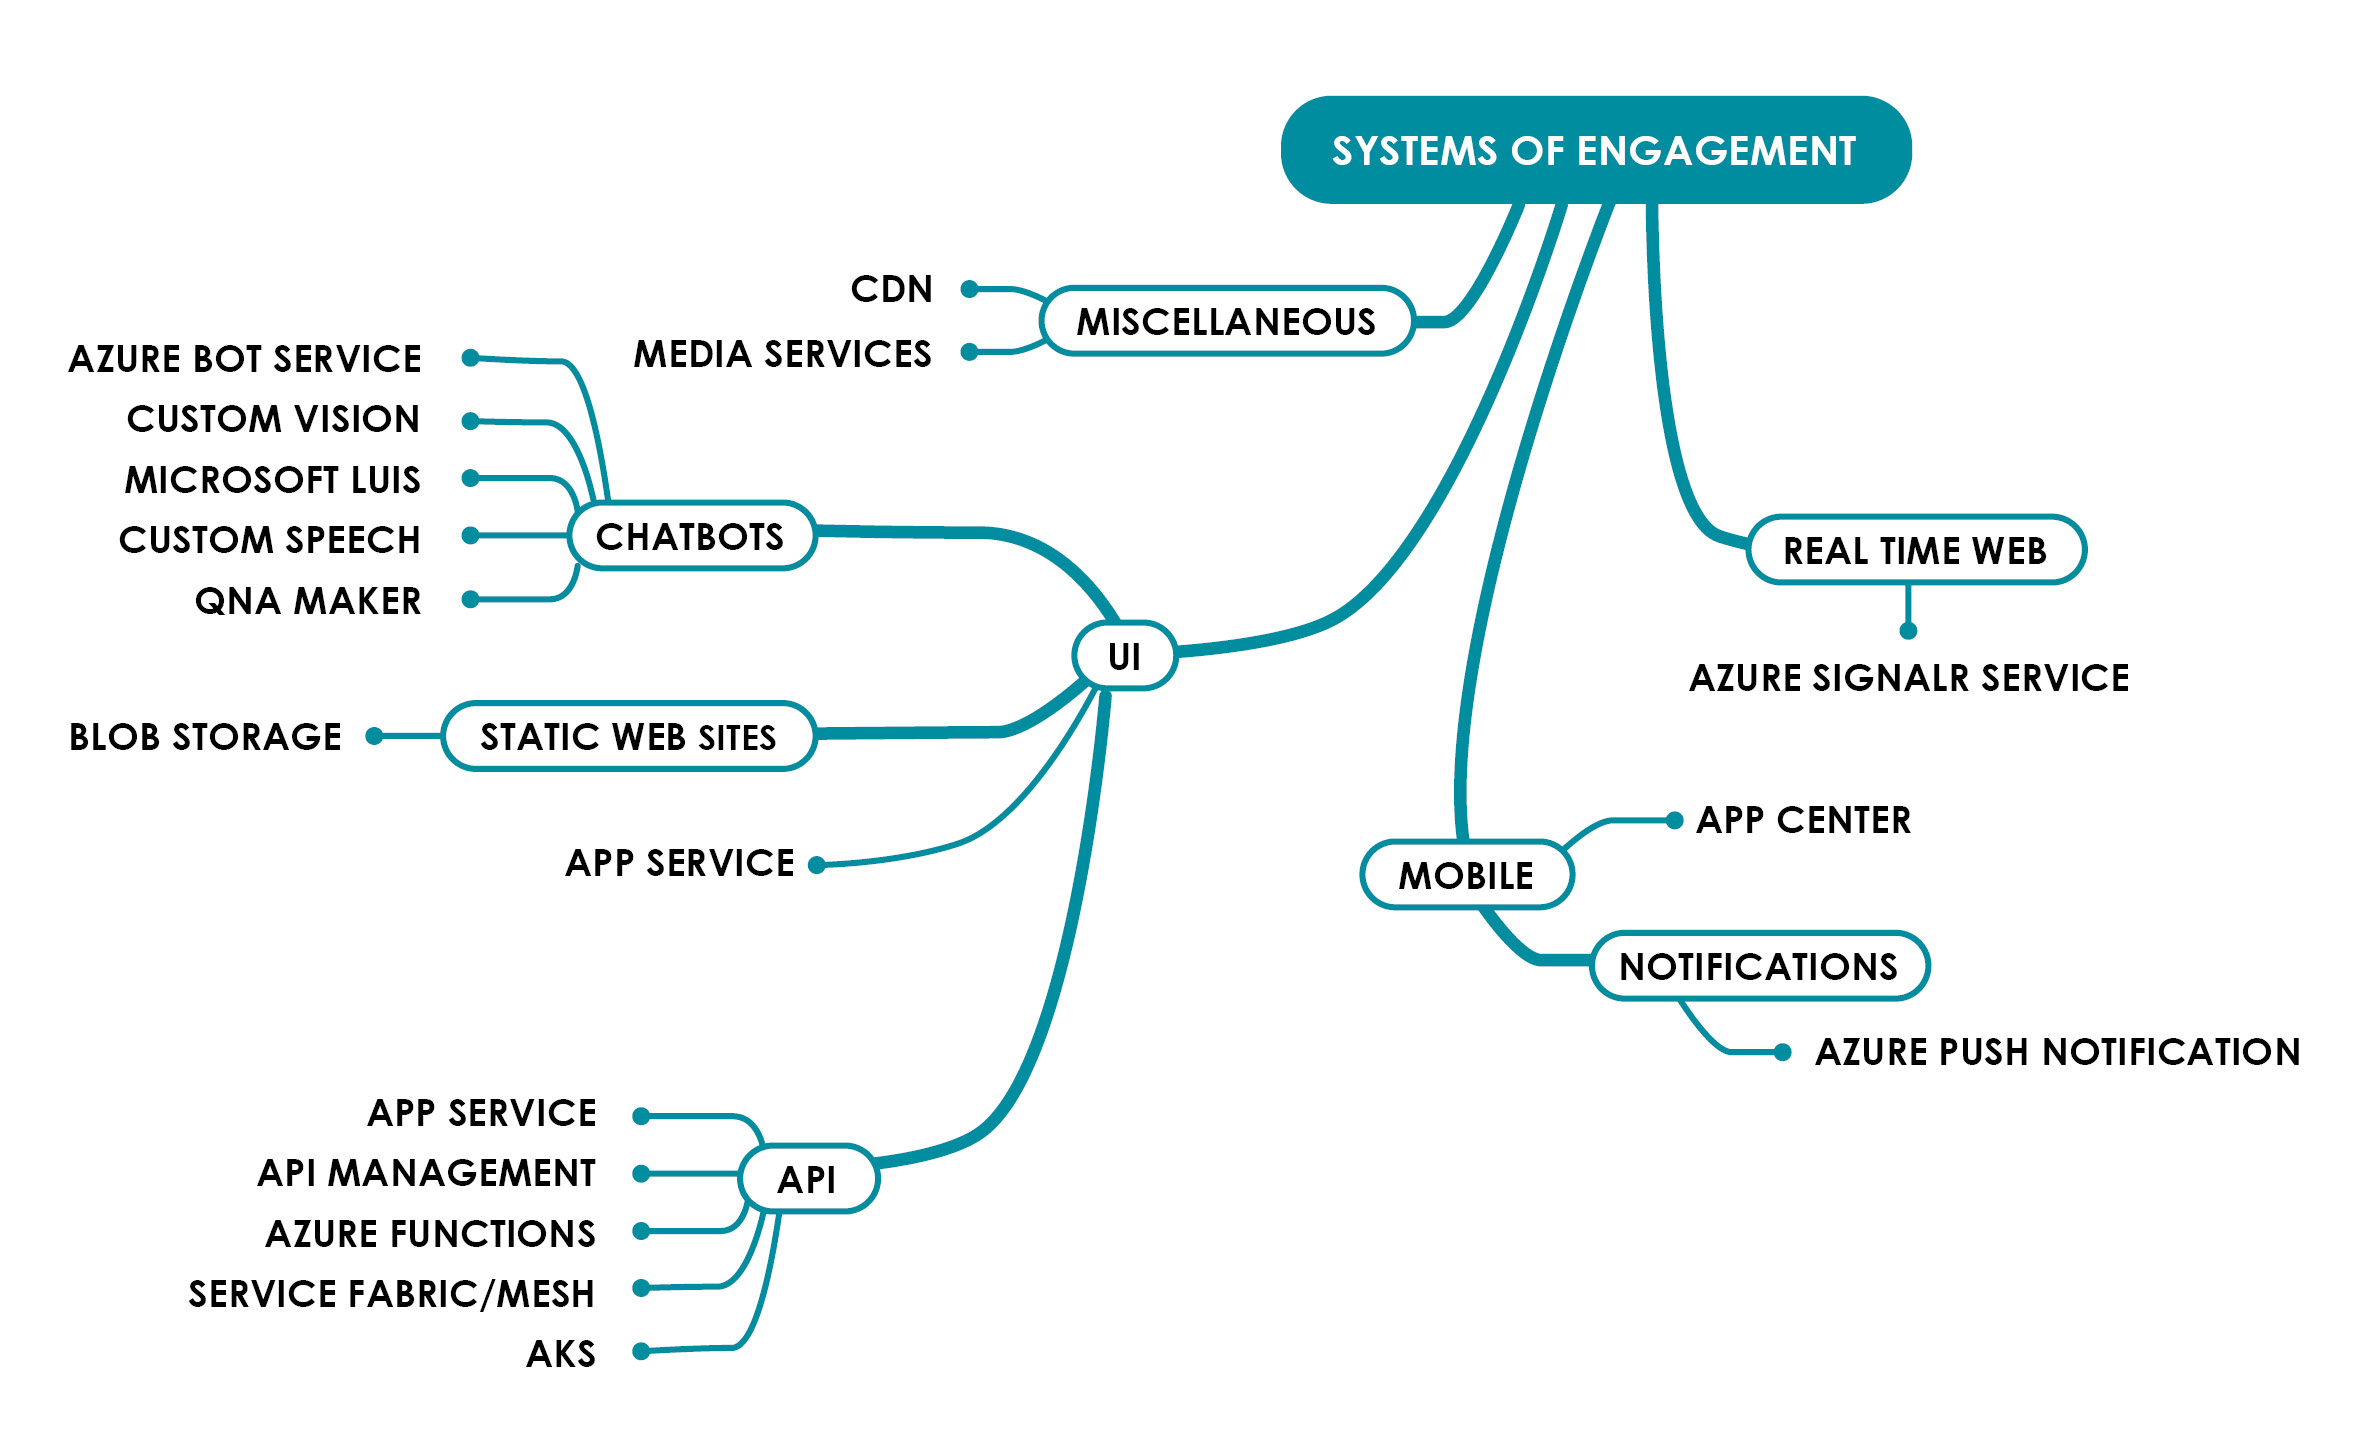 SYSTEMS OF ENGAGEMENT
MISCELLANEOUS
CDN
MEDIA SERVICES
UI
CHATBOTS
AZURE BOT SERVICE
CUSTOM VISION
MICROSOFT LUIS
CUSTOM SPEECH
QNA MAKER
STATIC WEB SITES
BLOB STORAGE
APP SERVICE
API
APP SERVICE
API MANAGEMENT
AZURE FUNCTIONS
SERVICE FABRIC/MESH
AKS
MOBILE
APP CENTER
NOTIFICATIONS
AZURE PUSH NOTIFICATION
REAL TIME WEB
AZURE SIGNALR SERVICE